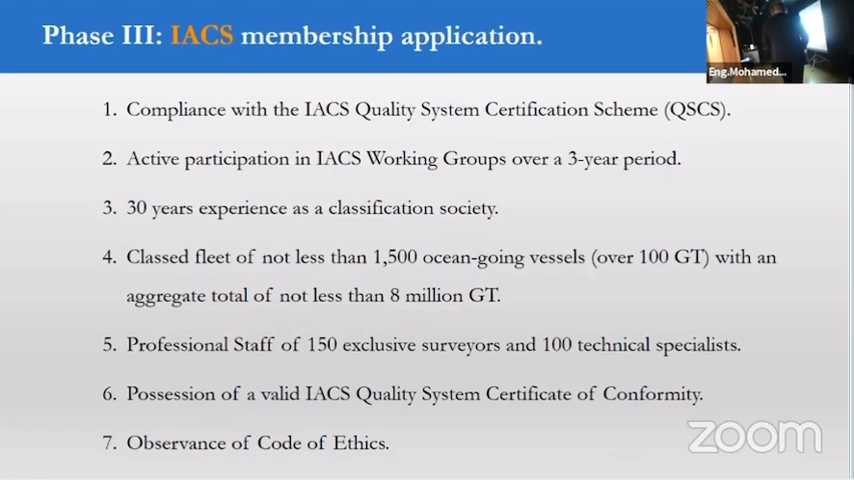 Phase III: IACS membership application.
Eng.Mohamed...
1. Compliance with the IACS Quality System Certification Scheme (QSCS).
2. Active participation in IACS Working Groups over a 3-year period.
3. 30 years experience as a classification society.
4. Classed fleet of not less than 1,500 ocean-going vessels (over 100 GT) with an
aggregate total of not less than 8 million GT.
5. Professional Staff of 150 exclusive surveyors and 100 technical specialists.
6. Possession of a valid IACS Quality System Certificate of Conformity.
7. Observance of Code of Ethics.
zoom